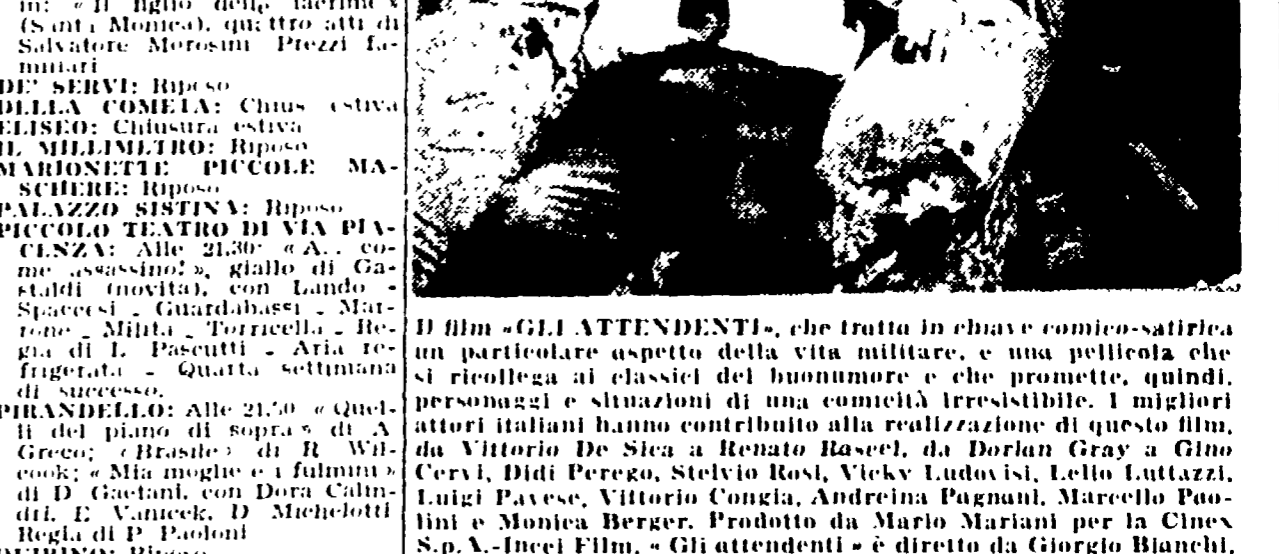 in: « Il figlio delle lacrime »
(Santa Monica), quattro atti di
Salvatore Morosini Prezzi fa-
miliari
DE' SERVI: Riposo
DELLA COMETA: Chius estiva
ELISEO: Chiusura estiva
IL MILLIMETRO: Riposo
MARIONETTE PICCOLE MA-
SCHERE: Riposo
PALAZZO SISTINA: Riposo
PICCOLO TEATRO DI VIA PIA-
CENZA: Alle 21,30: « A.. co-
me assassino! », giallo di Ga-
staldi (novità), con Lando -
Spaccesi - Guardabassi - Mar-
rone - Milita - Torricella - Re-
gia di L Pascutti - Aria re-
frigerata - Quarta settimana
di successo.
PIRANDELLO: Alle 21,30 « Quel-
li del piano di sopra » di A
Greco; « Brasile » di R Wil-
cook; « Mia moglie e i fulmini »
di D Gaetani, con Dora Calin-
dri, E Vanicek, D Michelotti
Regia di P Paoloni
QUIRINO: Riposo
Il film «GLI ATTENDENTI», che tratta in chiave comico-satirica
un particolare aspetto della vita militare, e una pellicola che
si ricollega ai classici del buonumore e che promette, quindi,
personaggi e situazioni di una comicità irresistibile. I migliori
attori italiani hanno contribuito alla realizzazione di questo film,
da Vittorio De Sica a Renato Rascel, da Dorian Gray a Gino
Cervi, Didi Perego, Stelvio Rosi, Vicky Ludovisi, Lelio Luttazzi,
Luigi Pavese, Vittorio Congia, Andreina Pagnani, Marcello Pao-
lini e Monica Berger. Prodotto da Mario Mariani per la Cinex
S.p.A.-Incei Film, « Gli attendenti » è diretto da Giorgio Bianchi.